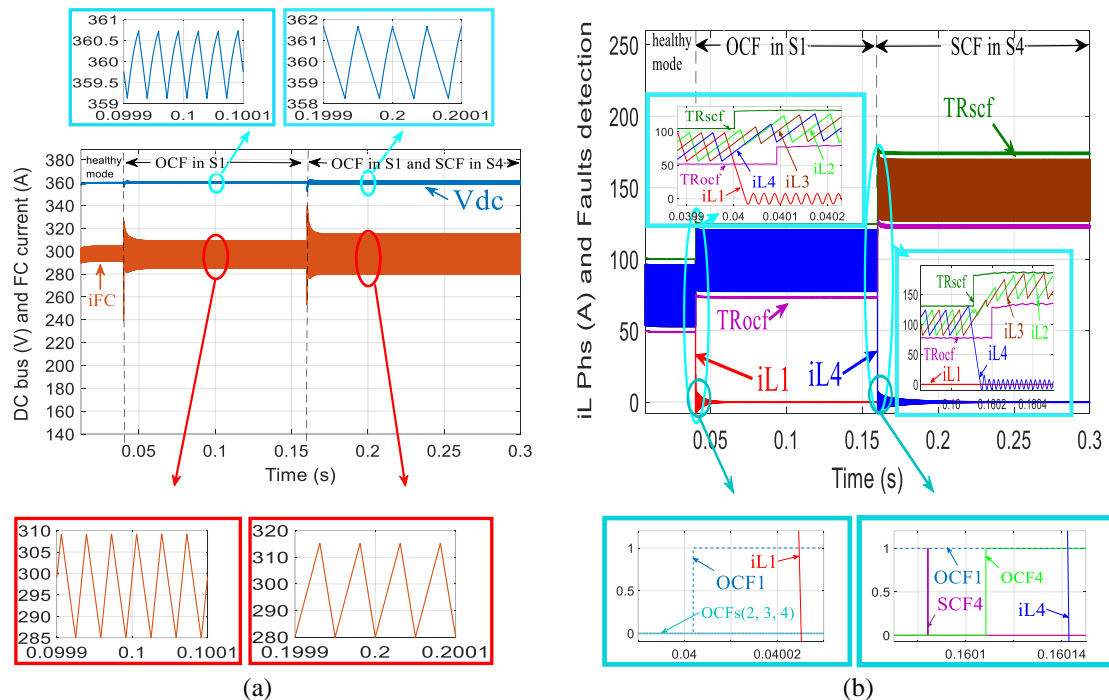 361
360.5
360
359.5
359
0.0999
0.1
0.1001
362
361
360
359
358
0.1999
0.2
0.2001
DC bus (V) and FC current (A)
380
360
340
320
300
280
260
240
220
200
180
160
140
healthy mode
OCF in S1
OCF in S1 and SCF in S4
Vdc
iFC
0.05
0.1
0.15
0.2
0.25
0.3
Time (s)
310
305
300
295
290
285
0.0999
0.1
0.1001
320
310
300
290
280
0.1999
0.2
0.2001
(a)
iL Phs (A) and Faults detection
250
200
150
100
50
0
healthy mode
OCF in S1
SCF in S4
TRscf
TRocf
iL1
iL4
iL3
iL2
100
50
0
0.0399
0.04
0.0401
0.0402
TRscf
TRocf
iL1
iL4
TRscf
TRocf
iL3
iL2
iL4
iL1
150
100
50
0
0.16
0.1602
0.1604
0.05
0.1
0.15
0.2
0.25
0.3
Time (s)
1
0.5
0
iL1
OCF1
OCFs(2, 3, 4)
0.04
0.04002
1
0.5
0
OCF1
OCF4
SCF4
iL4
0.1601
0.16014
(b)